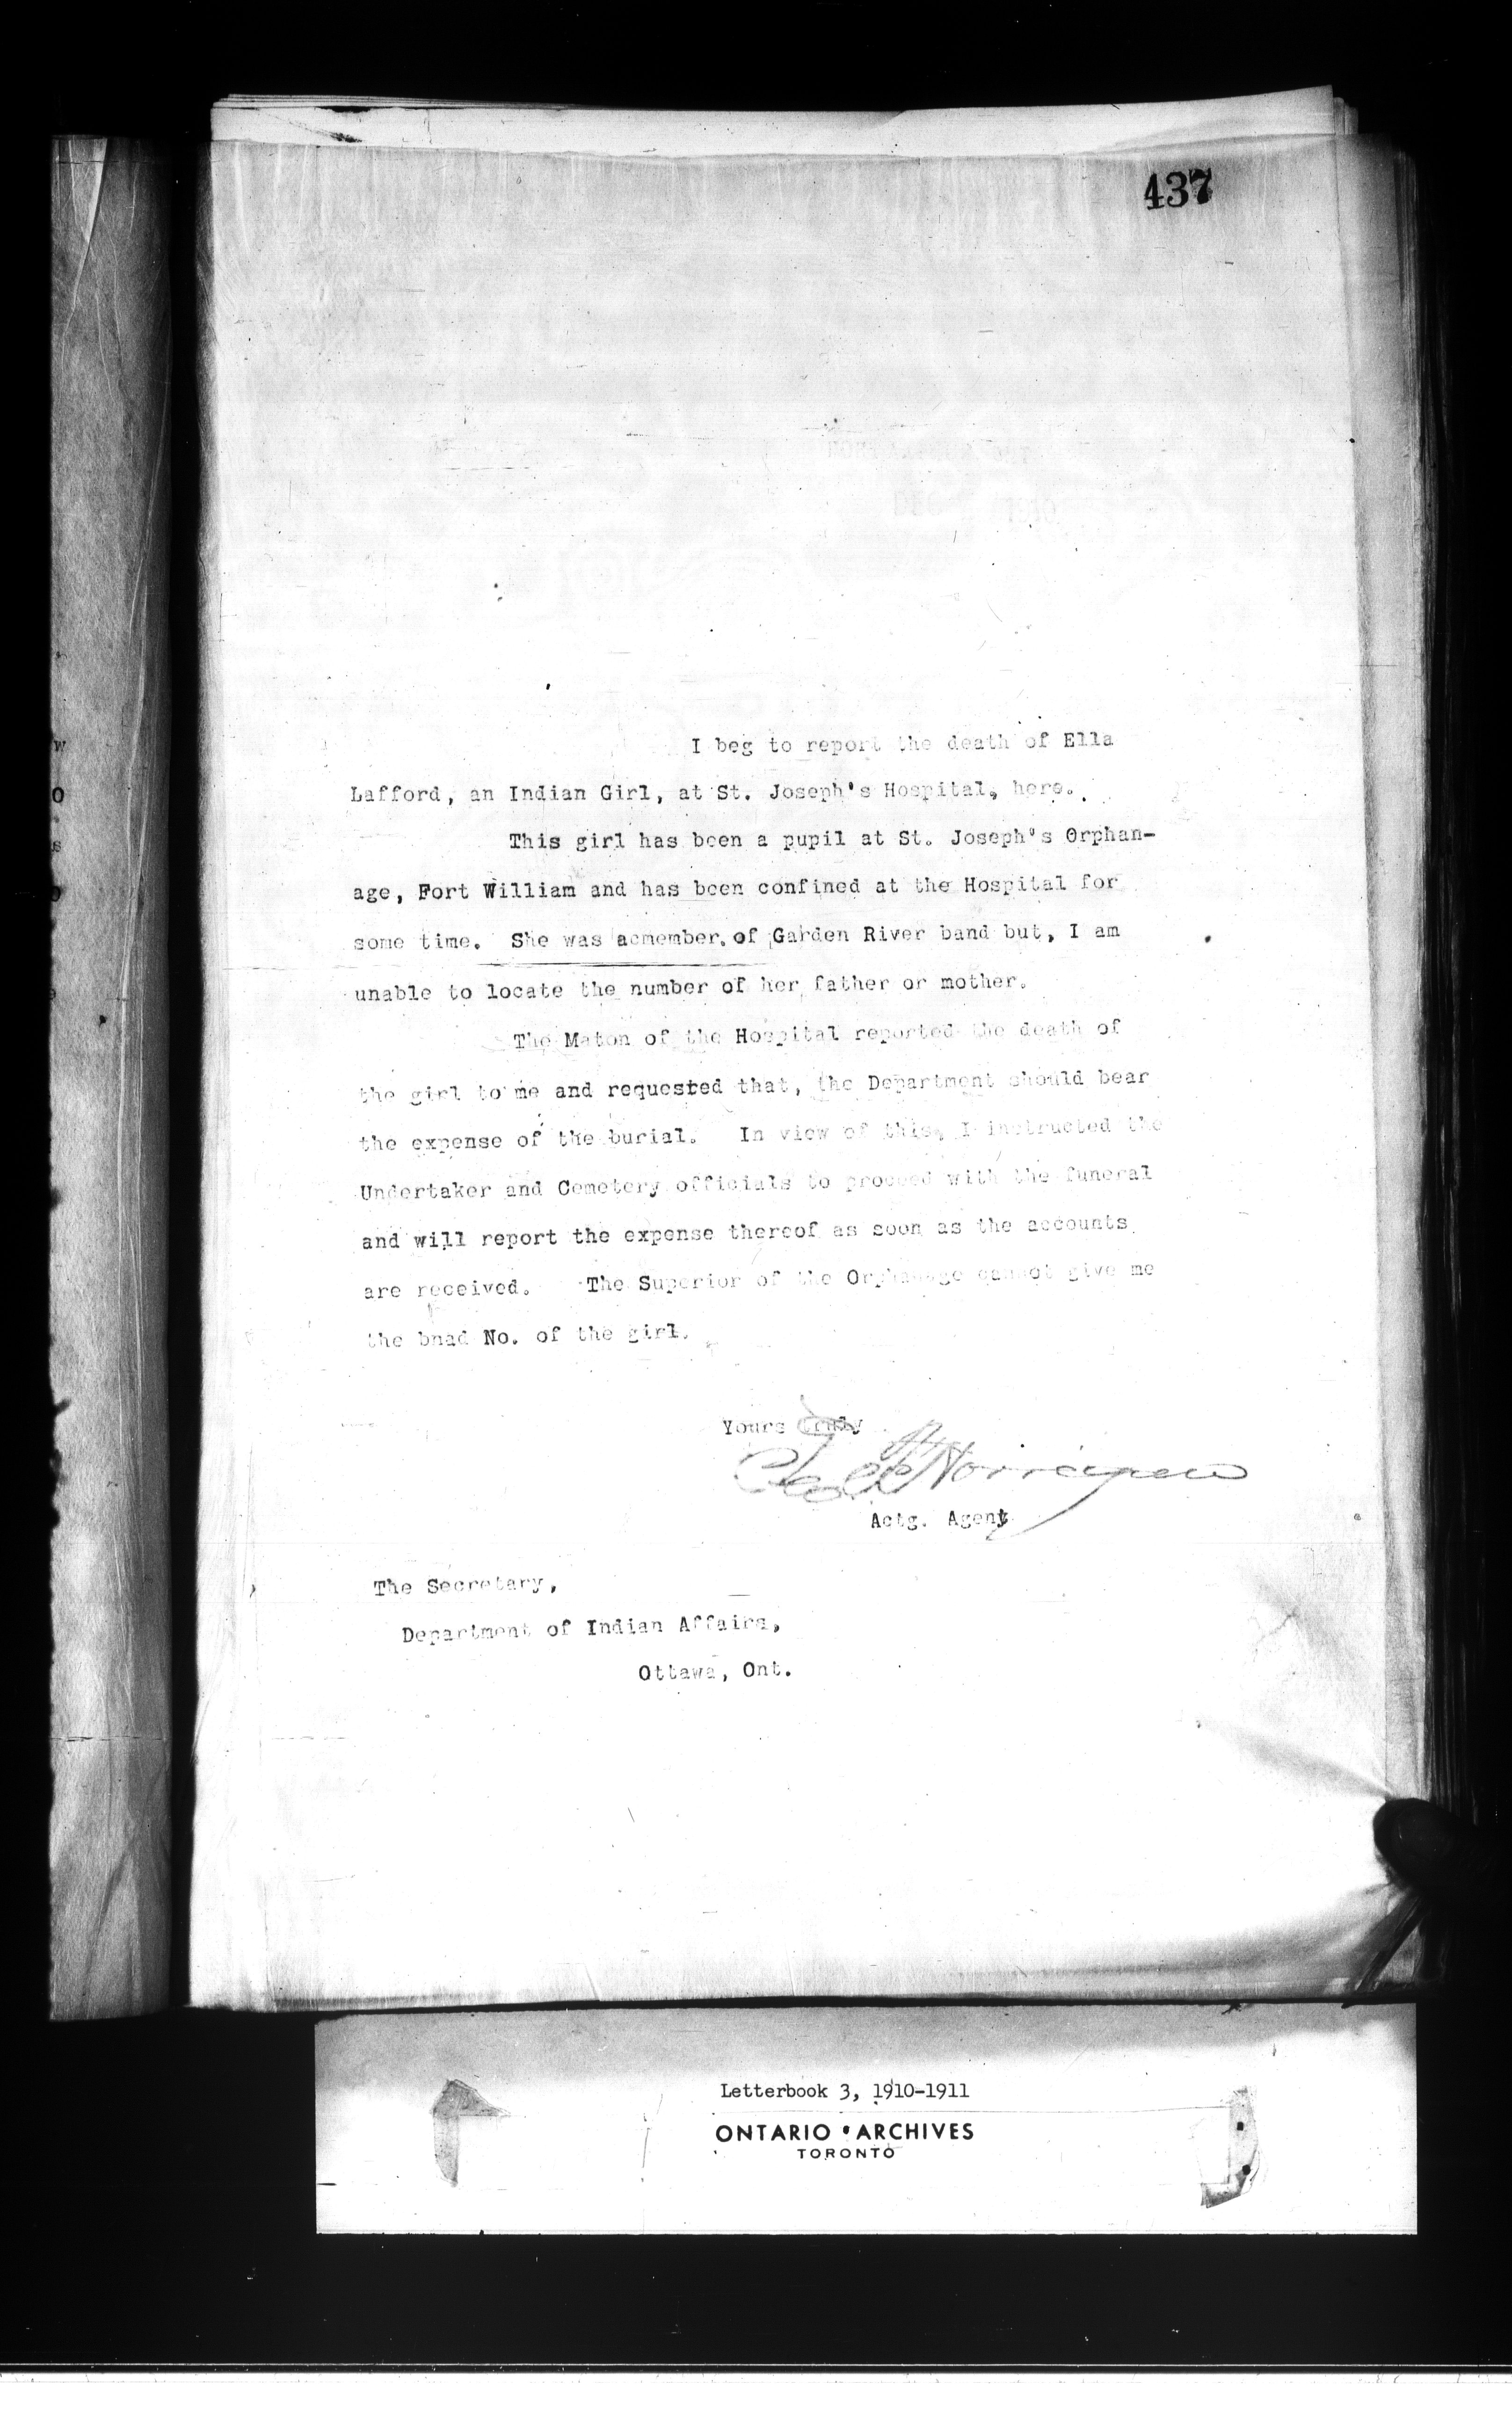 437
I beg to report the death of Ella
Lafford, an Indian Girl, at St. Joseph's Hospital, here.
This girl has been a pupil at St. Joseph's Orphan-
age, Fort William and has been confined at the Hospital for
some time. She was acmember of Garden River band but, I am
unable to locate the number of her father or mother.
The Maton of the Hospital reported the death of
the girl to me and requested that, the Department should bear
the expense of the burial. In view of this, I instructed the
Undertaker and Cemetery officials to proceed with the funeral
and will report the expense thereof as soon as the accounts
are received. The Superior of the Orphanage cannot give me
the bnad No. of the girl.
Yours truly
Actg. Agent
The Secretary,
Department of Indian Affairs,
Ottawa, Ont.
Letterbook 3, 1910-1911
ONTARIO ARCHIVES
TORONTO